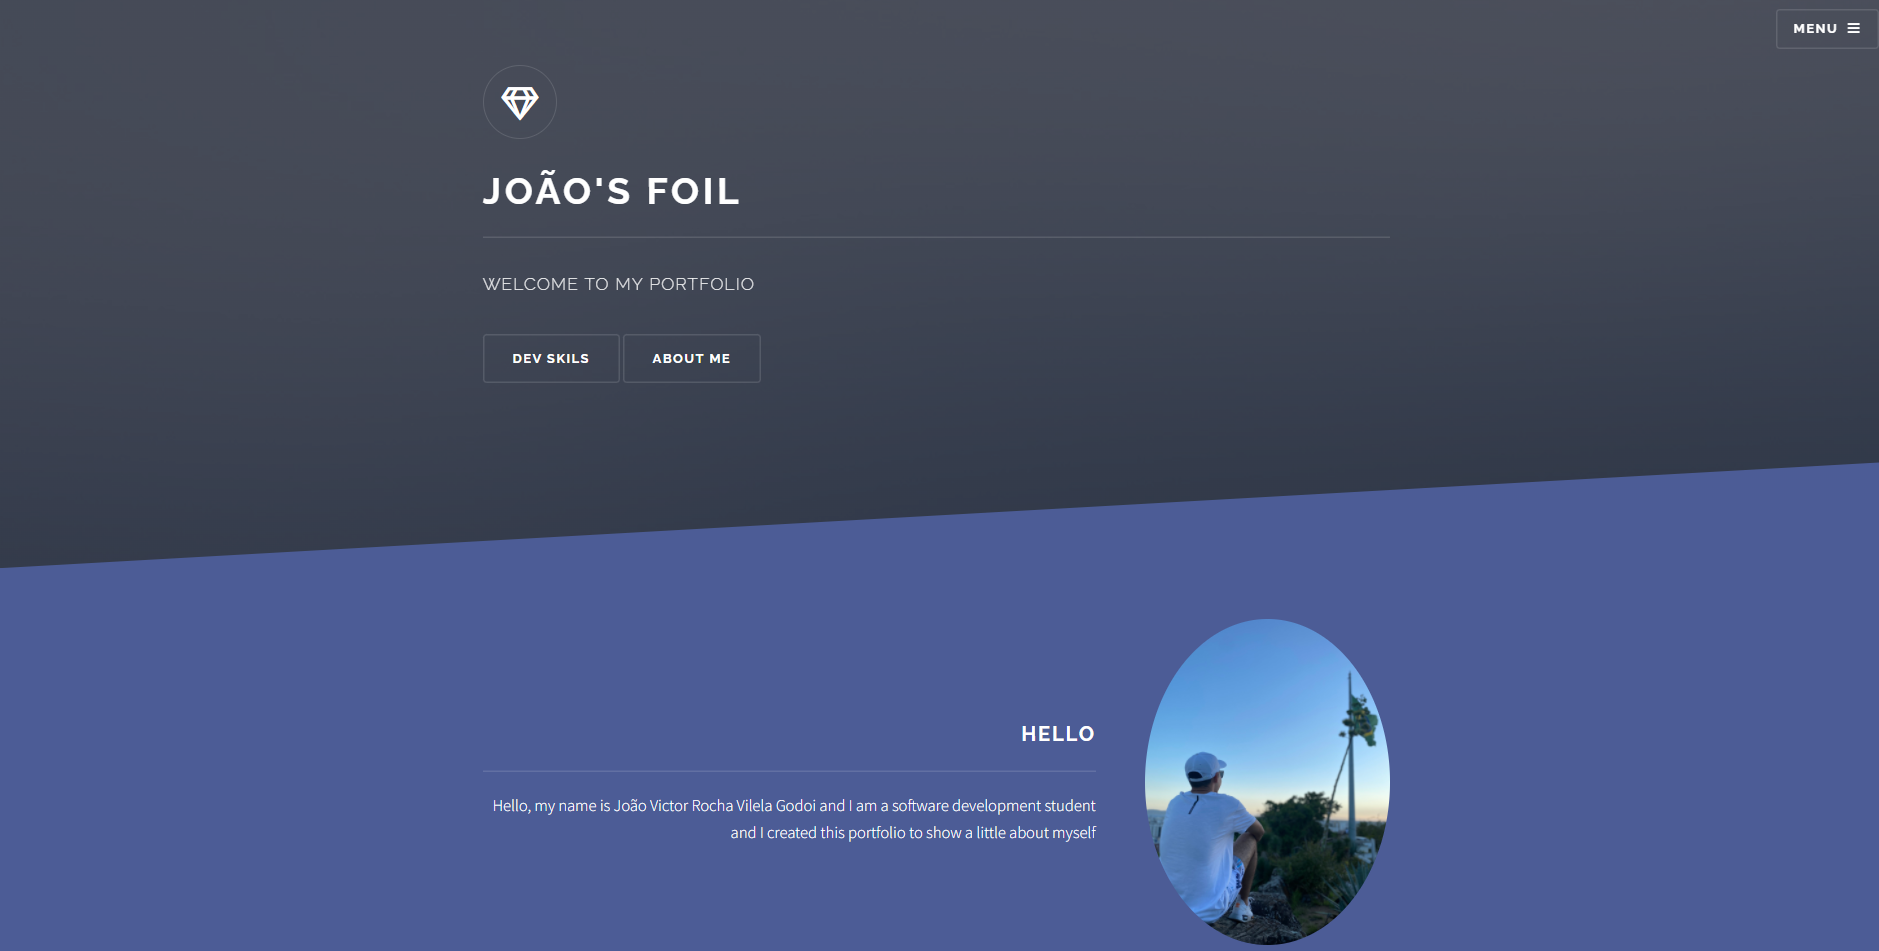 MENU
JOÃO'S FOIL
WELCOME TO MY PORTFOLIO
DEV SKILS
ABOUT ME
HELLO
Hello, my name is João Victor Rocha Vilela Godoi and I am a software development student
and I created this portfolio to show a little about myself